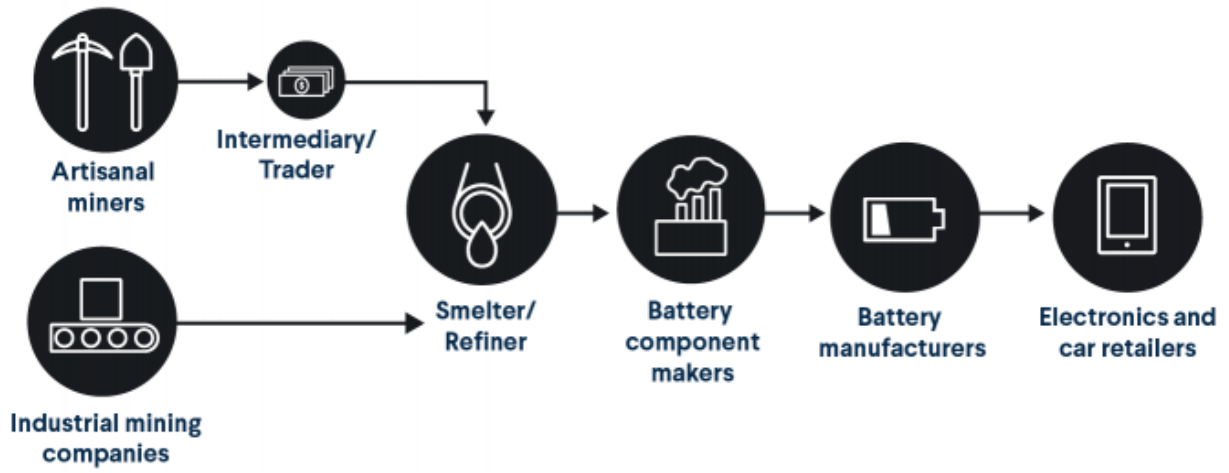 Artisanal
miners
Intermediary/
Trader
Industrial mining
companies
Smelter/
Refiner
Battery
component
makers
Battery
manufacturers
Electronics and
car retailers